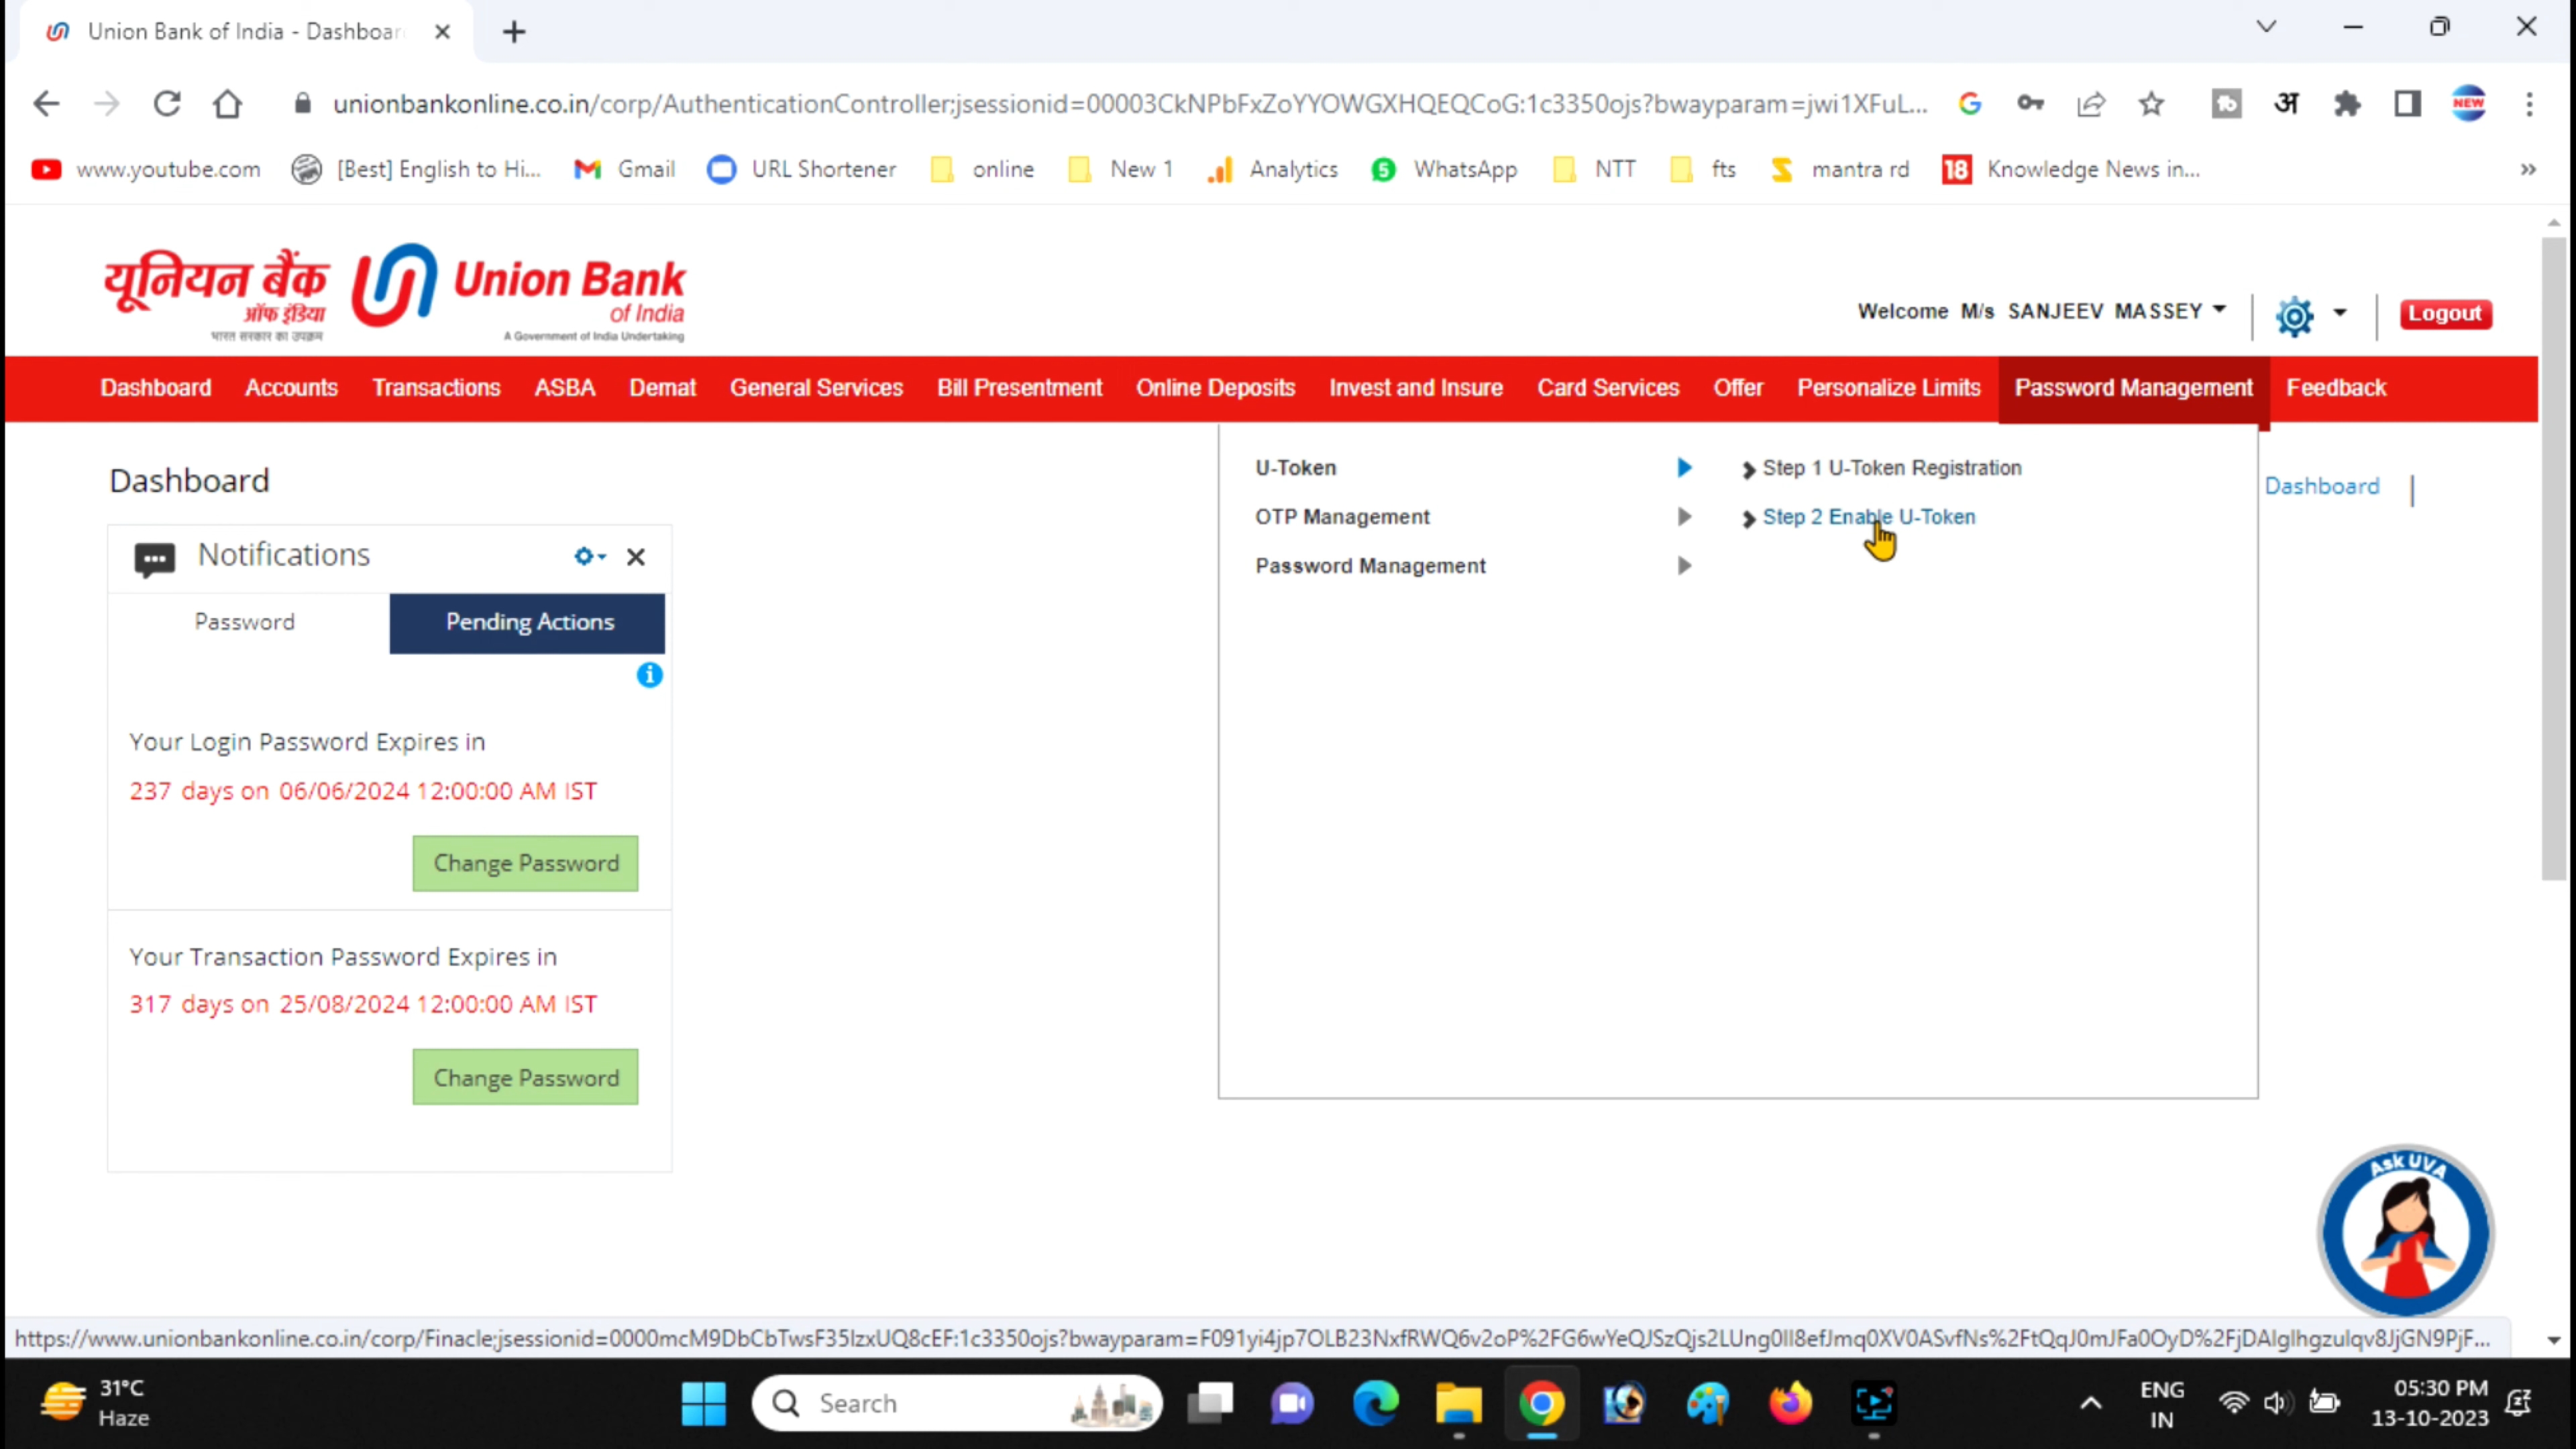 Union Bank of India - Dashboar
unionbankonline.co.in/corp/AuthenticationController;jsessionid=00003CkNPbFxZoYYOWGXHQEQCoG:1c3350ojs?bwayparam=jwi1XFuL...
NEW
www.youtube.com [Best] English to Hi... Gmail URL Shortener online New 1 Analytics WhatsApp NTT fts mantra rd 18 Knowledge News in...
यूनियन बैंक
ऑफ इंडिया
भारत सरकार का उपक्रम
Union Bank
of India
A Government of India Undertaking
Welcome M/s SANJEEV MASSEY
Logout
Dashboard Accounts Transactions ASBA Demat General Services Bill Presentment Online Deposits Invest and Insure Card Services Offer Personalize Limits Password Management Feedback
Dashboard
U-Token
OTP Management
Password Management
Step 1 U-Token Registration
Step 2 Enable U-Token
Dashboard |
Notifications
Password Pending Actions
Your Login Password Expires in
237 days on 06/06/2024 12:00:00 AM IST
Change Password
Your Transaction Password Expires in
317 days on 25/08/2024 12:00:00 AM IST
Change Password
Ask UVA
https://www.unionbankonline.co.in/corp/Finacle;jsessionid=0000mcM9DbCbTwsF35IzxUQ8cEF:1c3350ojs?bwayparam=F091yi4jp7OLB23NxfRWQ6v2oP%2FG6wYeQJSzQjs2LUng0II8efJmq0XV0ASvfNs%2FtQqJ0mJFa0OyD%2FjDAIglhgzulqv8JjGN9PjF...
31°C
Haze
Search
ENG
IN
05:30 PM
13-10-2023